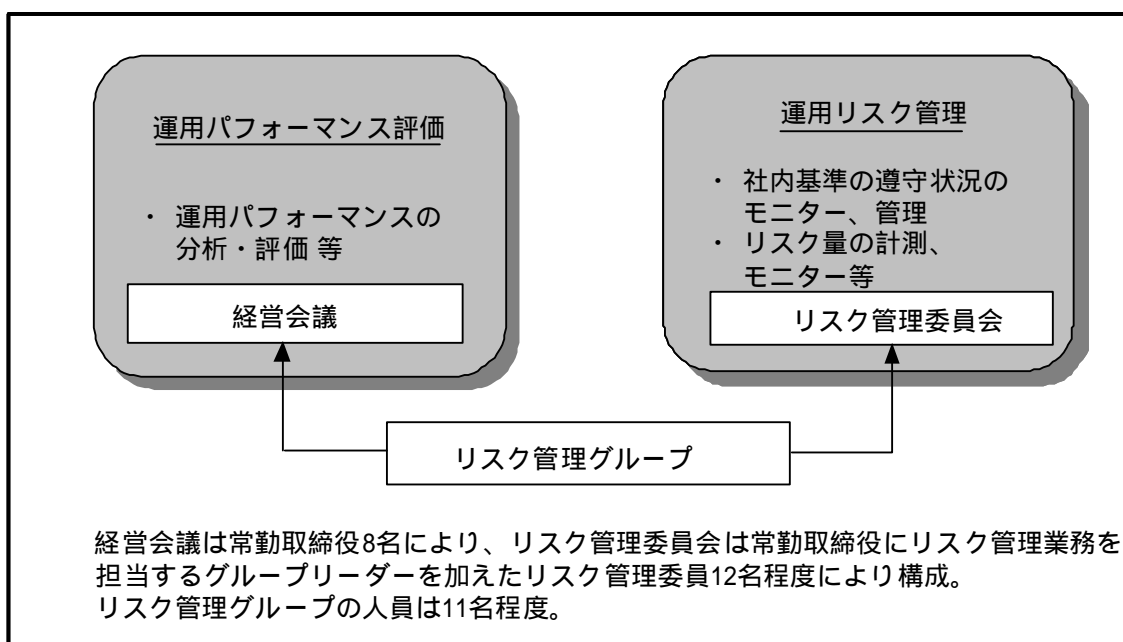 運用パフォーマンス評価
・ 運用パフォーマンスの
分析・評価 等
経営会議
運用リスク管理
・ 社内基準の遵守状況の
モニター、管理
・ リスク量の計測、
モニター等
リスク管理委員会
リスク管理グループ
経営会議は常勤取締役8名により、リスク管理委員会は常勤取締役にリスク管理業務を
担当するグループリーダーを加えたリスク管理委員12名程度により構成。
リスク管理グループの人員は11名程度。